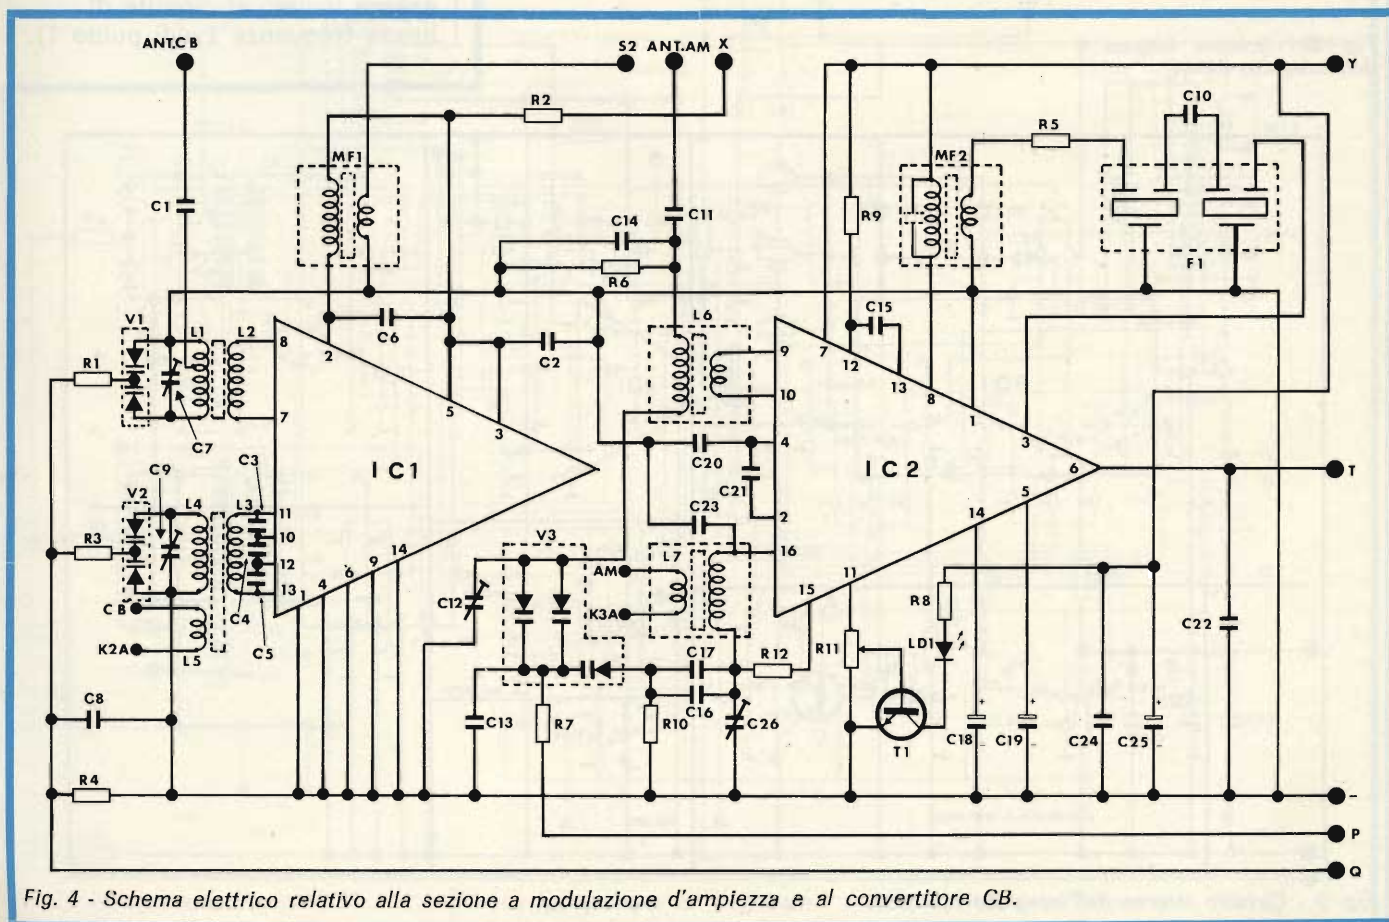 ANT.CB
S2 ANT.AM X
Y
C10
R2
R5
MF1
MF2
C1
C11
C14
R9
R6
F1
V1
L1 L2
C6
C15
L6
8
2
C2
9
7
12
13
R1
10
8
5
1
7
3
3
C7
4
IC1
IC2
C20
6
T
C9
C3
C21
V2
L4 L3
11
5
2
14
10
C23
R3
V3
12
9
14
L7
16
6
AM
11
4
15
13
1
C12
R8
CB
K3A
C4
C22
R11
LD1
K2A
L5
C5
C17
R12
C8
C16
+
+
+
C13
R7
R10
C26
C18
C19
C24
C25
T1
-
-
-
R4
-
P
Q
Fig. 4 - Schema elettrico relativo alla sezione a modulazione d'ampiezza e al convertitore CB.